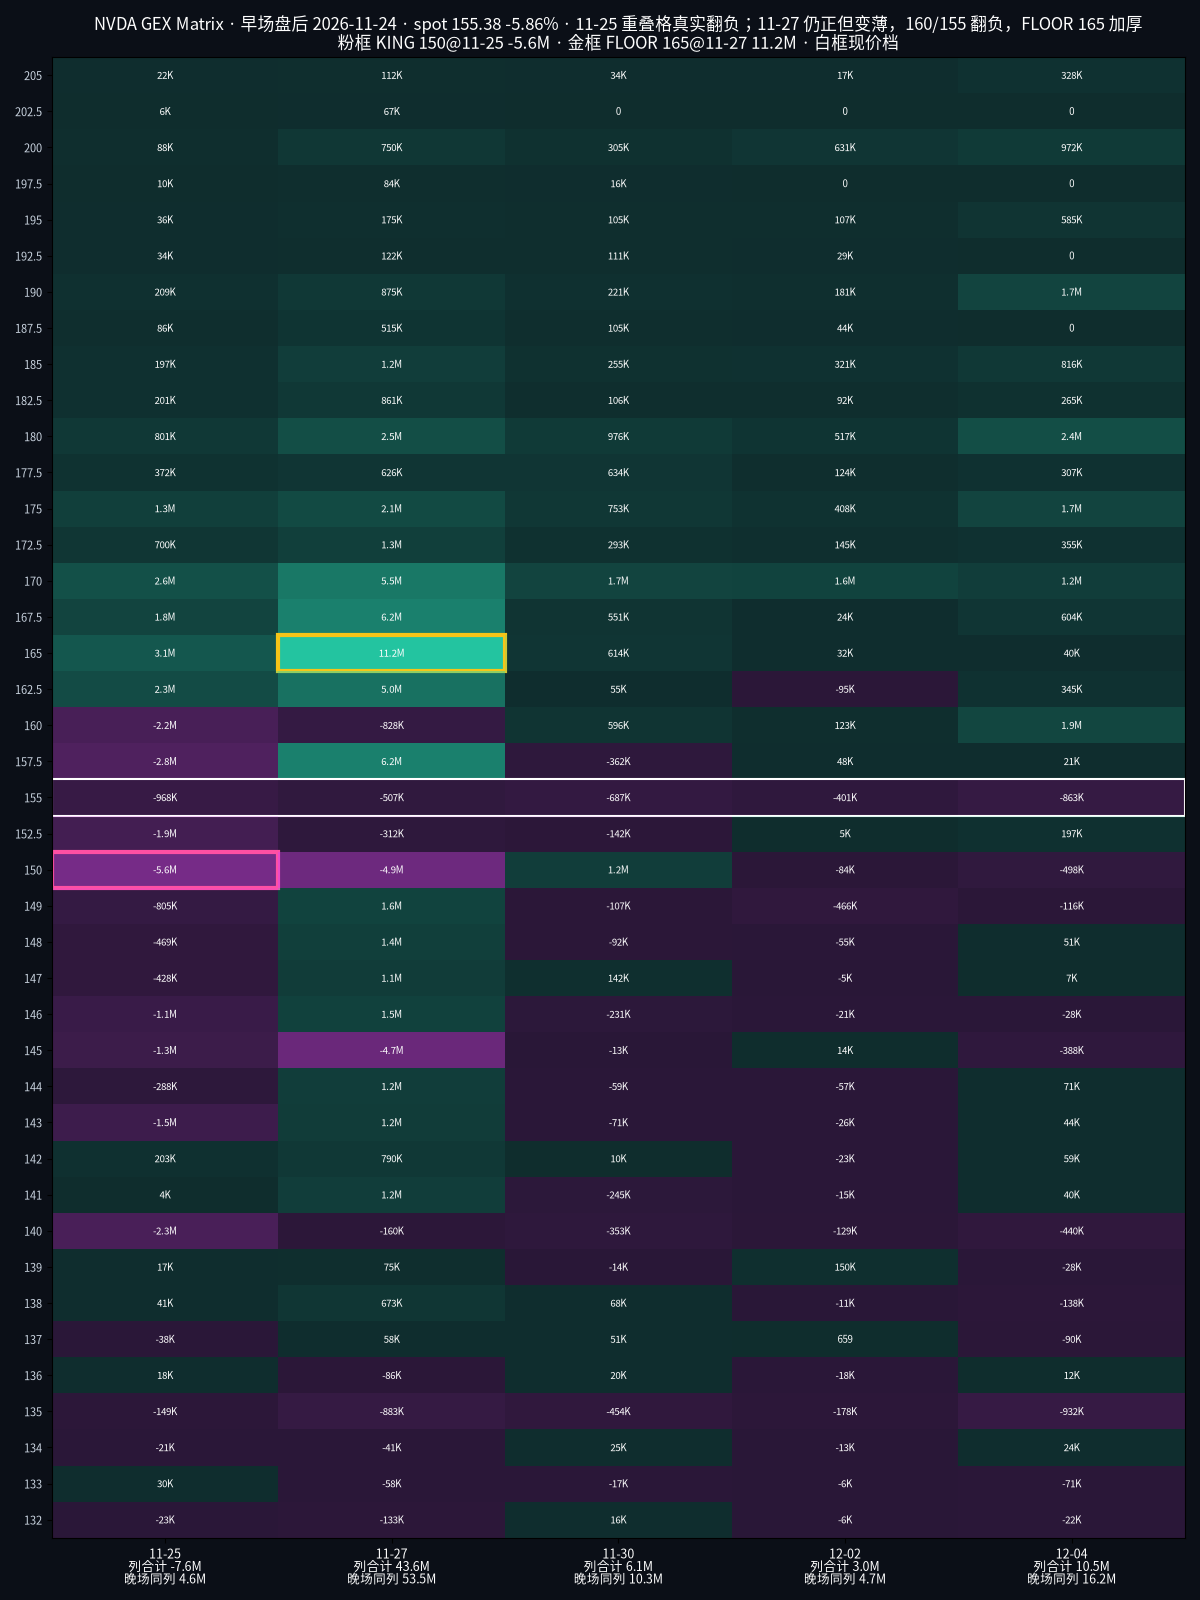 NVDA GEX Matrix · 早场盘后 2026-11-24 · spot 155.38 -5.86% · 11-25 重叠格真实翻负；11-27 仍正但变薄，160/155 翻负，FLOOR 165 加厚
粉框 KING 150@11-25 -5.6M · 金框 FLOOR 165@11-27 11.2M · 白框现价档
205 22K 112K 34K 17K 328K
202.5 6K 67K 0 0 0
200 88K 750K 305K 631K 972K
197.5 10K 84K 16K 0 0
195 36K 175K 105K 107K 585K
192.5 34K 122K 111K 29K 0
190 209K 875K 221K 181K 1.7M
187.5 86K 515K 105K 44K 0
185 197K 1.2M 255K 321K 816K
182.5 201K 861K 106K 92K 265K
180 801K 2.5M 976K 517K 2.4M
177.5 372K 626K 634K 124K 307K
175 1.3M 2.1M 753K 408K 1.7M
172.5 700K 1.3M 293K 145K 355K
170 2.6M 5.5M 1.7M 1.6M 1.2M
167.5 1.8M 6.2M 551K 24K 604K
165 3.1M 11.2M 614K 32K 40K
162.5 2.3M 5.0M 55K -95K 345K
160 -2.2M -828K 596K 123K 1.9M
157.5 -2.8M 6.2M -362K 48K 21K
155 -968K -507K -687K -401K -863K
152.5 -1.9M -312K -142K 5K 197K
150 -5.6M -4.9M 1.2M -84K -498K
149 -805K 1.6M -107K -466K -116K
148 -469K 1.4M -92K -55K 51K
147 -428K 1.1M 142K -5K 7K
146 -1.1M 1.5M -231K -21K -28K
145 -1.3M -4.7M -13K 14K -388K
144 -288K 1.2M -59K -57K 71K
143 -1.5M 1.2M -71K -26K 44K
142 203K 790K 10K -23K 59K
141 4K 1.2M -245K -15K 40K
140 -2.3M -160K -353K -129K -440K
139 17K 75K -14K 150K -28K
138 41K 673K 68K -11K -138K
137 -38K 58K 51K 659 -90K
136 18K -86K 20K -18K 12K
135 -149K -883K -454K -178K -932K
134 -21K -41K 25K -13K 24K
133 30K -58K -17K -6K -71K
132 -23K -133K 16K -6K -22K
11-25 11-27 11-30 12-02 12-04
列合计 -7.6M 列合计 43.6M 列合计 6.1M 列合计 3.0M 列合计 10.5M
晚场同列 4.6M 晚场同列 53.5M 晚场同列 10.3M 晚场同列 4.7M 晚场同列 16.2M